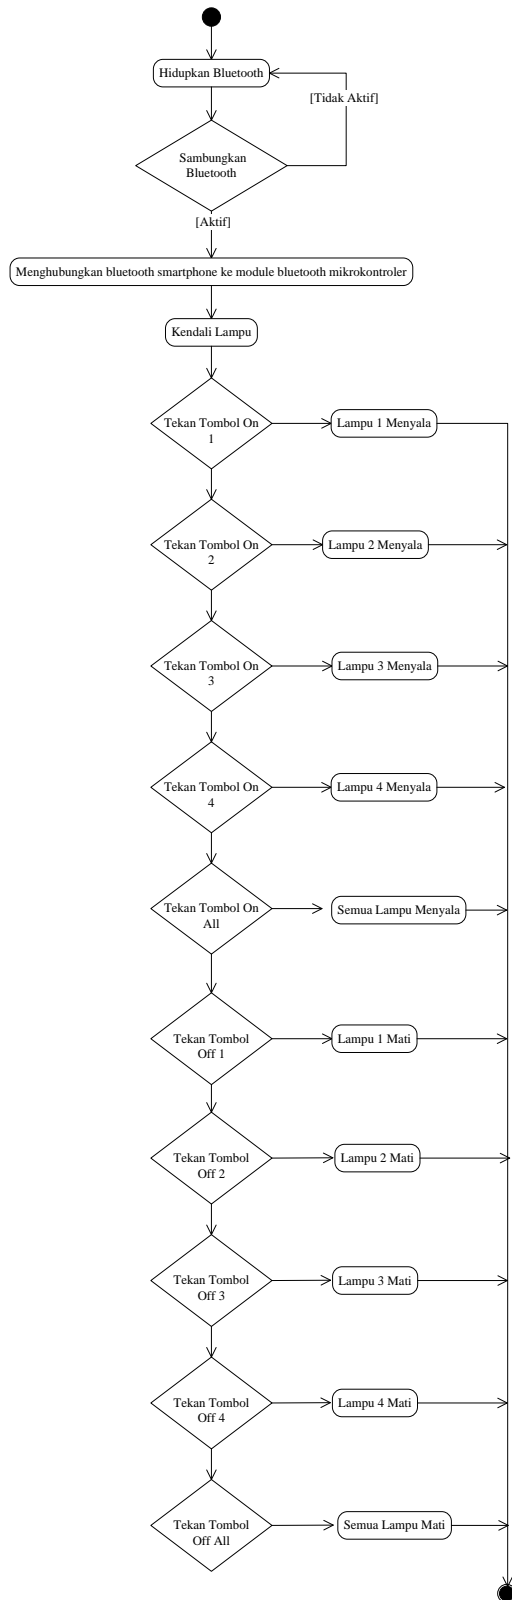 Hidupkan Bluetooth
[Tidak Aktif]
Sambungkan
Bluetooth
[Aktif]
Menghubungkan bluetooth smartphone ke module bluetooth mikrokontroler
Kendali Lampu
Tekan Tombol On
1
Lampu 1 Menyala
Tekan Tombol On
2
Lampu 2 Menyala
Tekan Tombol On
3
Lampu 3 Menyala
Tekan Tombol On
4
Lampu 4 Menyala
Tekan Tombol On
All
Semua Lampu Menyala
Tekan Tombol
Off 1
Lampu 1 Mati
Tekan Tombol
Off 2
Lampu 2 Mati
Tekan Tombol
Off 3
Lampu 3 Mati
Tekan Tombol
Off 4
Lampu 4 Mati
Tekan Tombol
Off All
Semua Lampu Mati